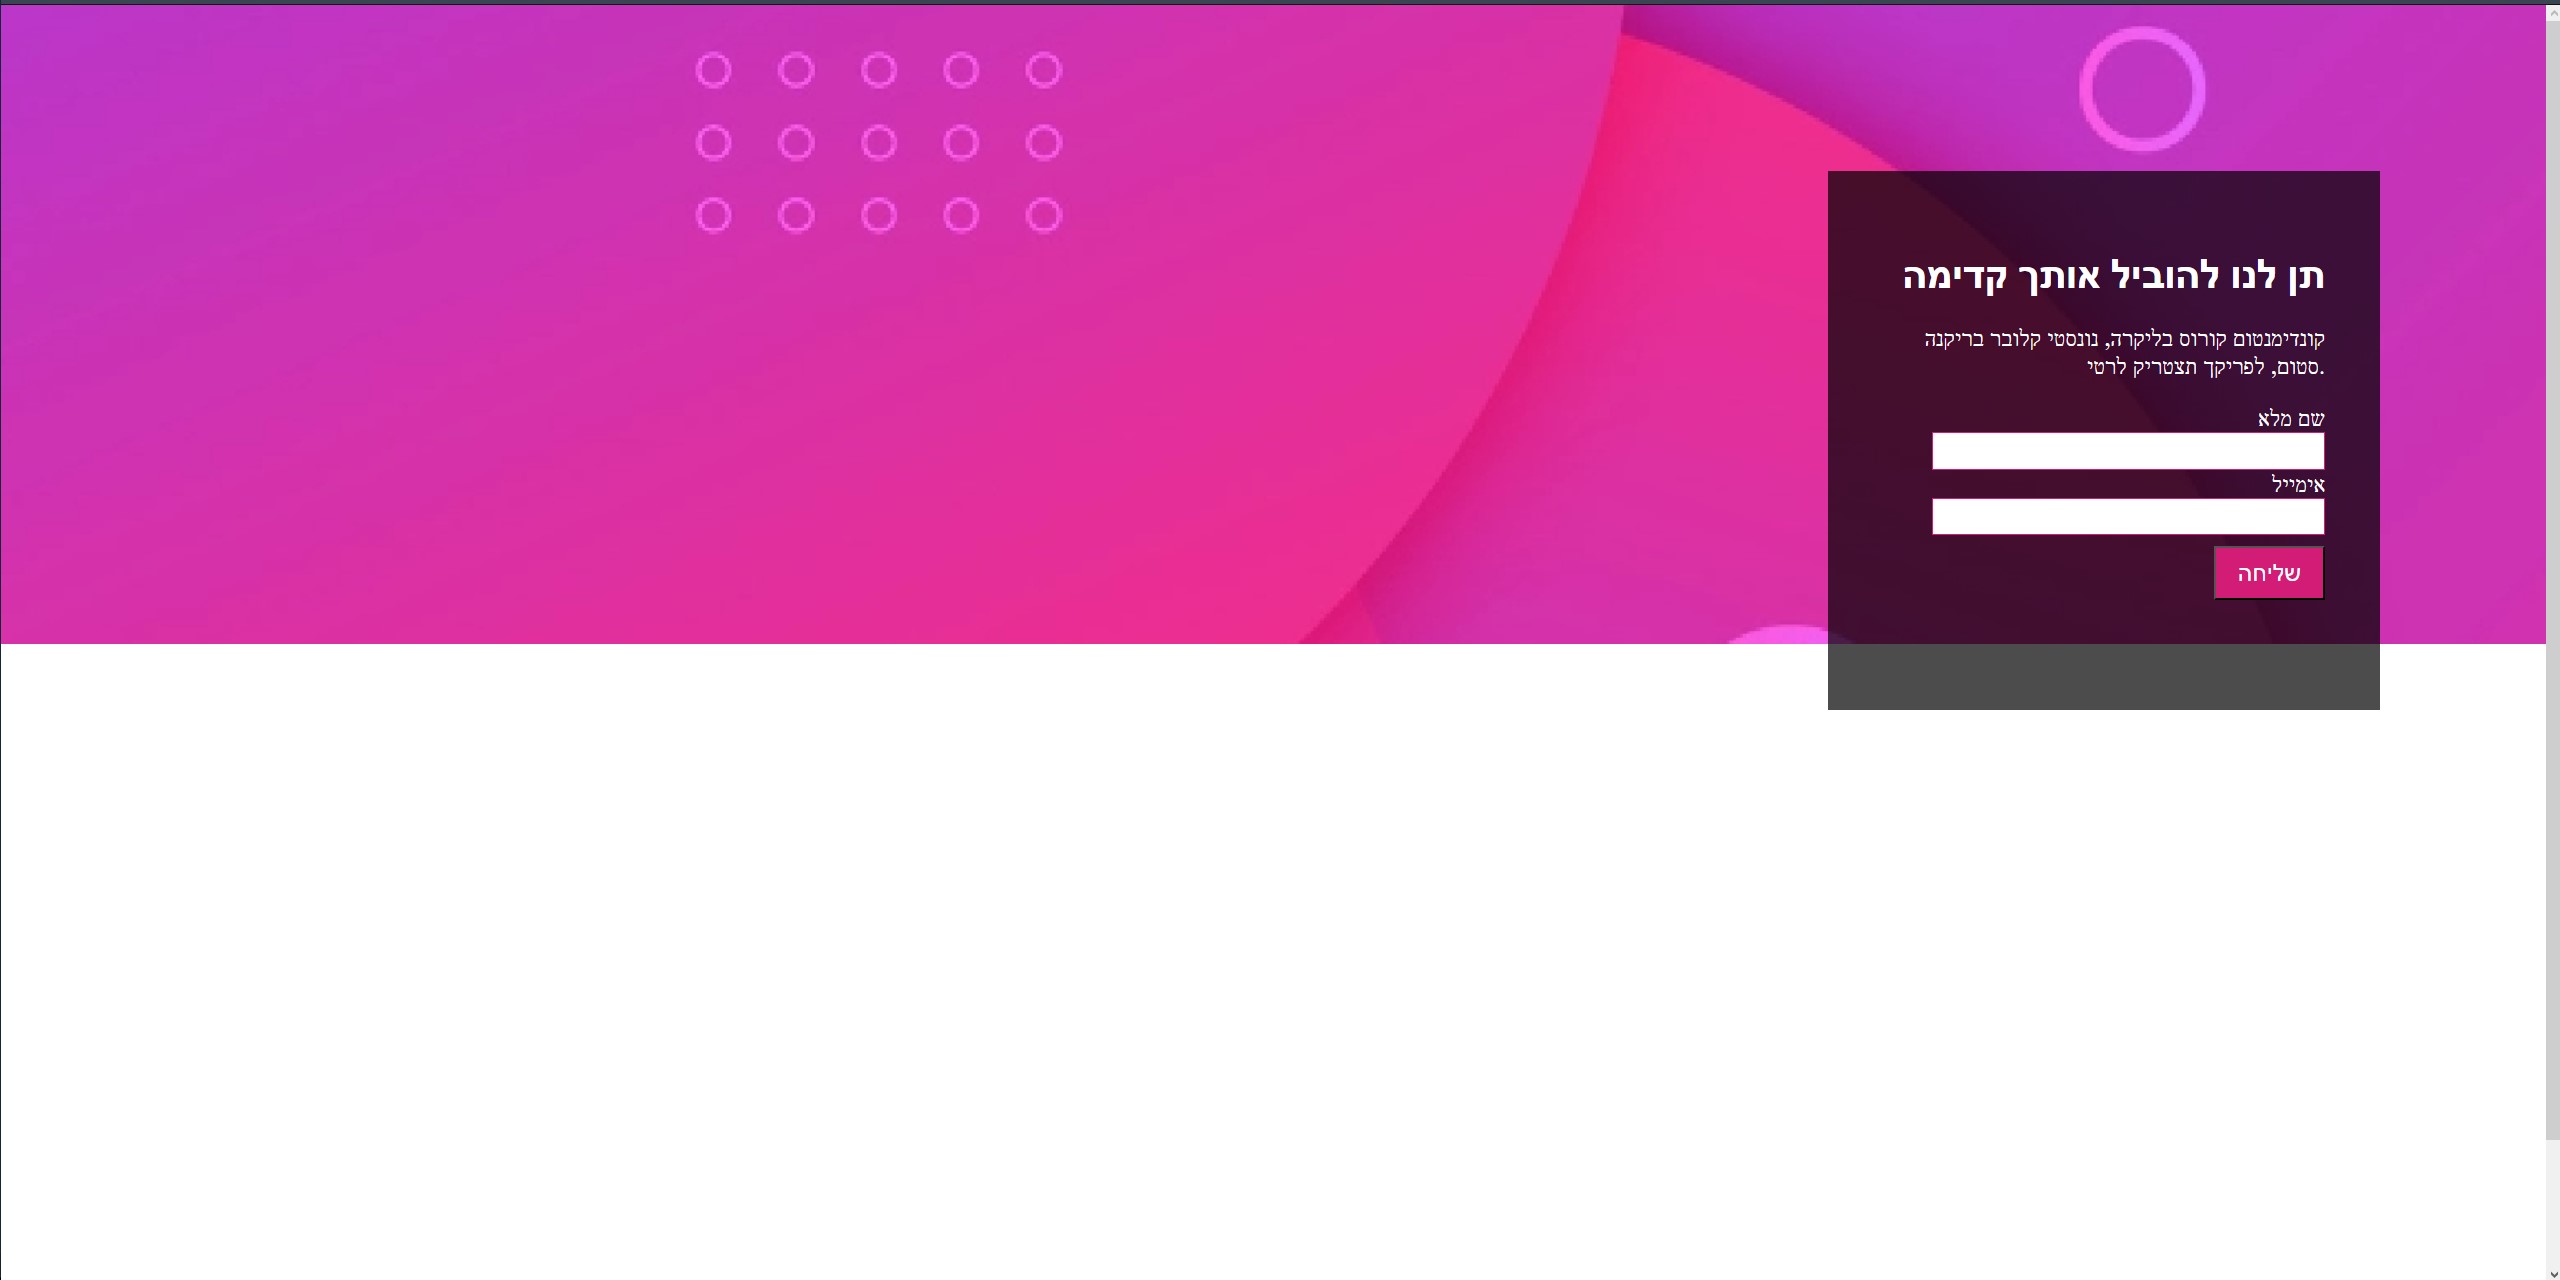 תן לנו להוביל אותך קדימה
קונדימנטום קורוס בליקרה, נונסטי קלובר בריקנה
סטום, לפריקך תצטריק לרטי.
שם מלא
אימייל
שליחה